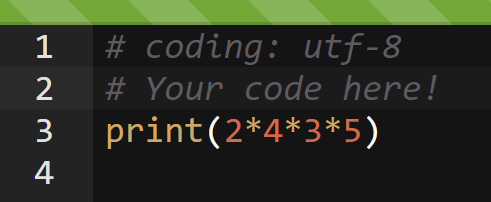 1 # coding: utf-8
2 # Your code here!
3 print(2*4*3*5)
4